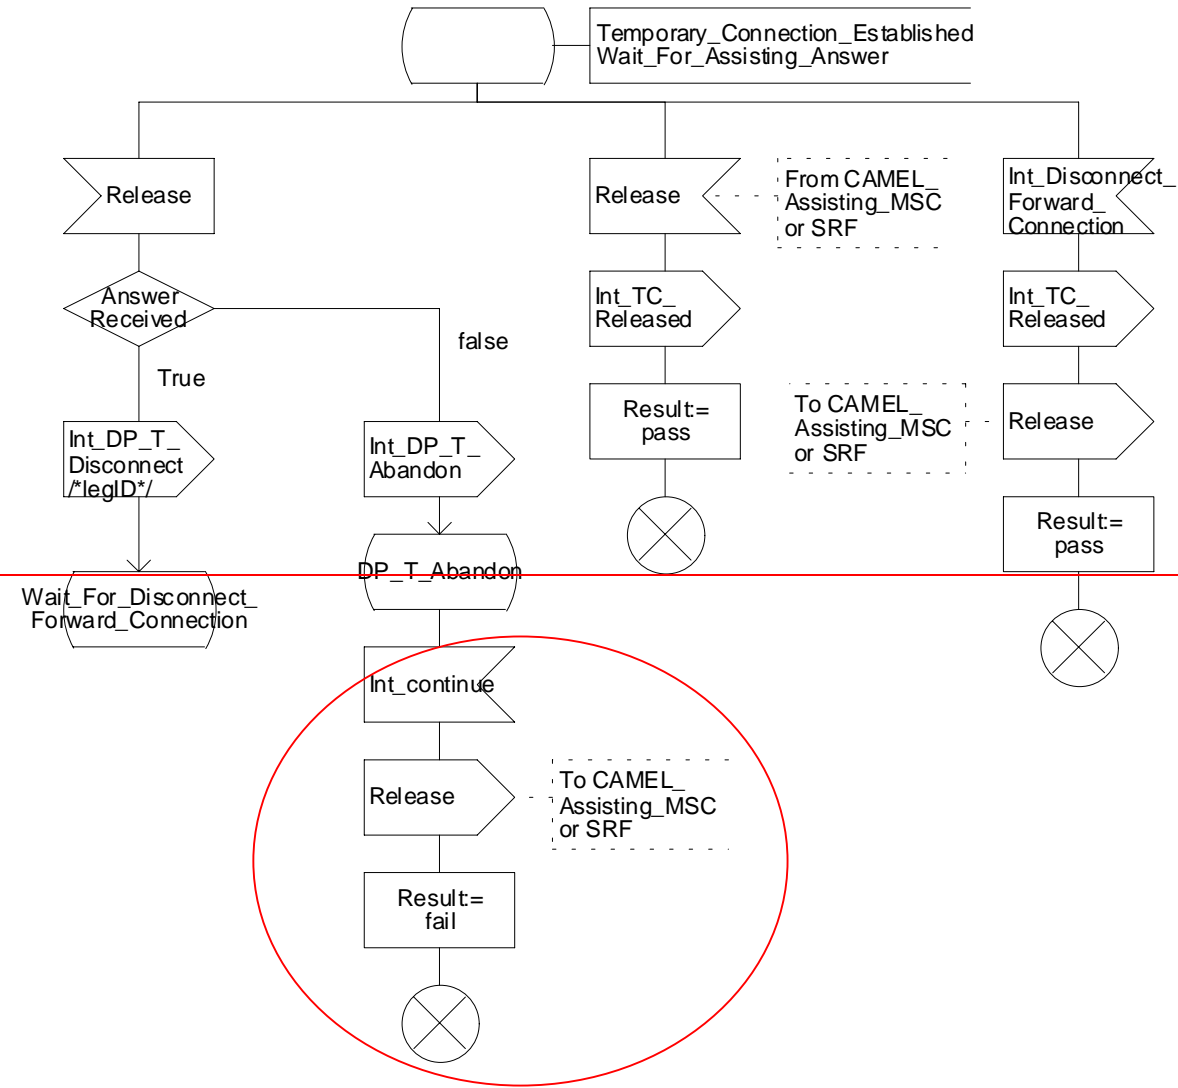 Temporary_Connection_Established
Wait_For_Assisting_Answer
Release
Release
From CAMEL_
Assisting_MSC
or SRF
Int_Disconnect_
Forward_
Connection
Answer
Received
Int_TC_
Released
Int_TC_
Released
false
True
Result:=
pass
To CAMEL_
Assisting_MSC
or SRF
Release
Int_DP_T_
Disconnect
/*legID*/
Int_DP_T_
Abandon
Result:=
pass
DP_T_Abandon
Wait_For_Disconnect_
Forward_Connection
Int_continue
Release
To CAMEL_
Assisting_MSC
or SRF
Result:=
fail